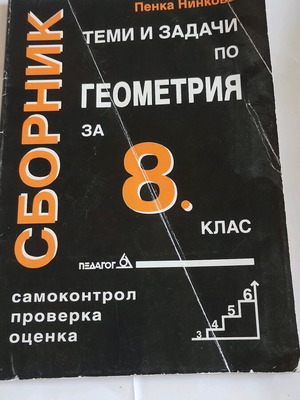 Пенка Нинкова
СБОРНИК
ТЕМИ И ЗАДАЧИ
ПО
ГЕОМЕТРИЯ
ЗА
8.
КЛАС
ПЕДАГОГ 6
самоконтрол
проверка
оценка
3 4 5 6